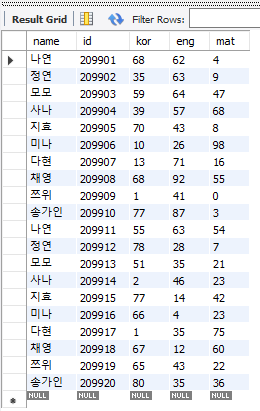 Result Grid Filter Rows:
name id kor eng mat
나연 209901 68 62 4
정연 209902 35 63 9
모모 209903 59 64 47
사나 209904 39 57 68
지효 209905 70 43 8
미나 209906 10 26 98
다현 209907 13 71 16
채영 209908 68 92 55
쯔위 209909 1 41 0
송가인 209910 77 87 3
나연 209911 55 63 54
정연 209912 78 28 7
모모 209913 51 35 21
사나 209914 2 46 23
지효 209915 77 14 42
미나 209916 66 4 23
다현 209917 1 35 75
채영 209918 67 12 60
쯔위 209919 65 43 22
송가인 209920 80 35 36
NULL NULL NULL NULL NULL